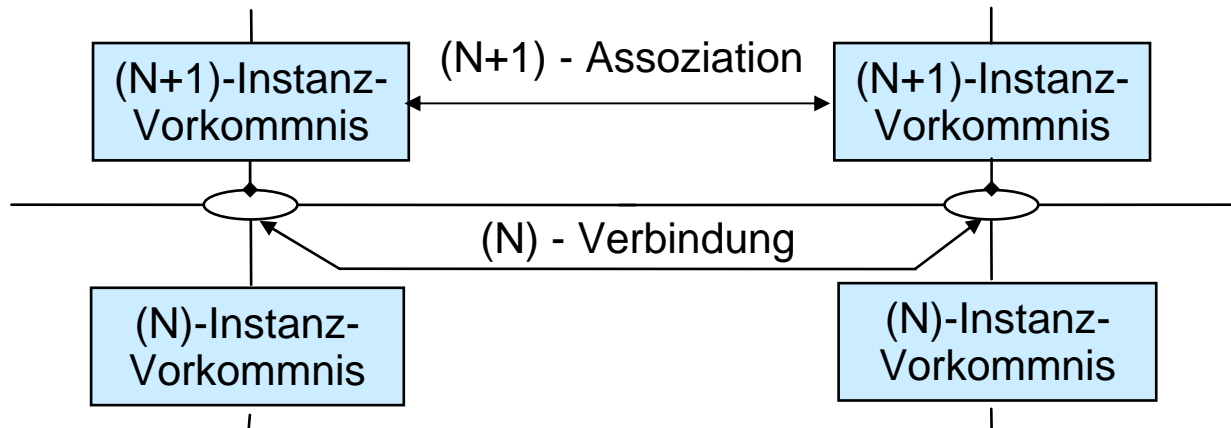 (N+1)-Instanz-
Vorkommnis
(N+1) - Assoziation
(N+1)-Instanz-
Vorkommnis
(N) - Verbindung
(N)-Instanz-
Vorkommnis
(N)-Instanz-
Vorkommnis